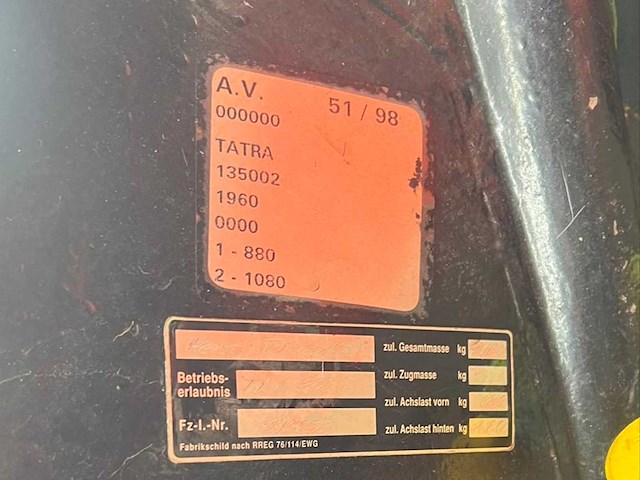 A.V. 51 / 98
000000
TATRA
135002
1960
0000
1 - 880
2 - 1080
zul. Gesamtmasse kg
Betriebs-
erlaubnis
zul. Zugmasse kg
zul. Achslast vorn kg
Fz-I.-Nr.
zul. Achslast hinten kg
Fabrikschild nach RREG 76/114/EWG